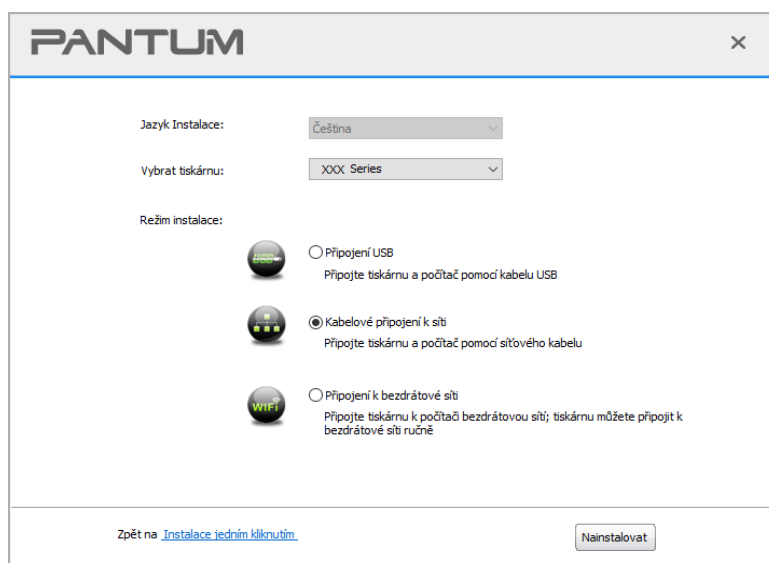 PANTUM
Jazyk Instalace:
Čeština
Vybrat tiskárnu:
XXX Series
Režim instalace:
USB
Připojení USB
Připojte tiskárnu a počítač pomocí kabelu USB
Kabelové připojení k síti
Připojte tiskárnu a počítač pomocí síťového kabelu
WiFi
Připojení k bezdrátové síti
Připojte tiskárnu k počítači bezdrátovou sítí; tiskárnu můžete připojit k
bezdrátové síti ručně
Zpět na Instalace jedním kliknutím
Nainstalovat